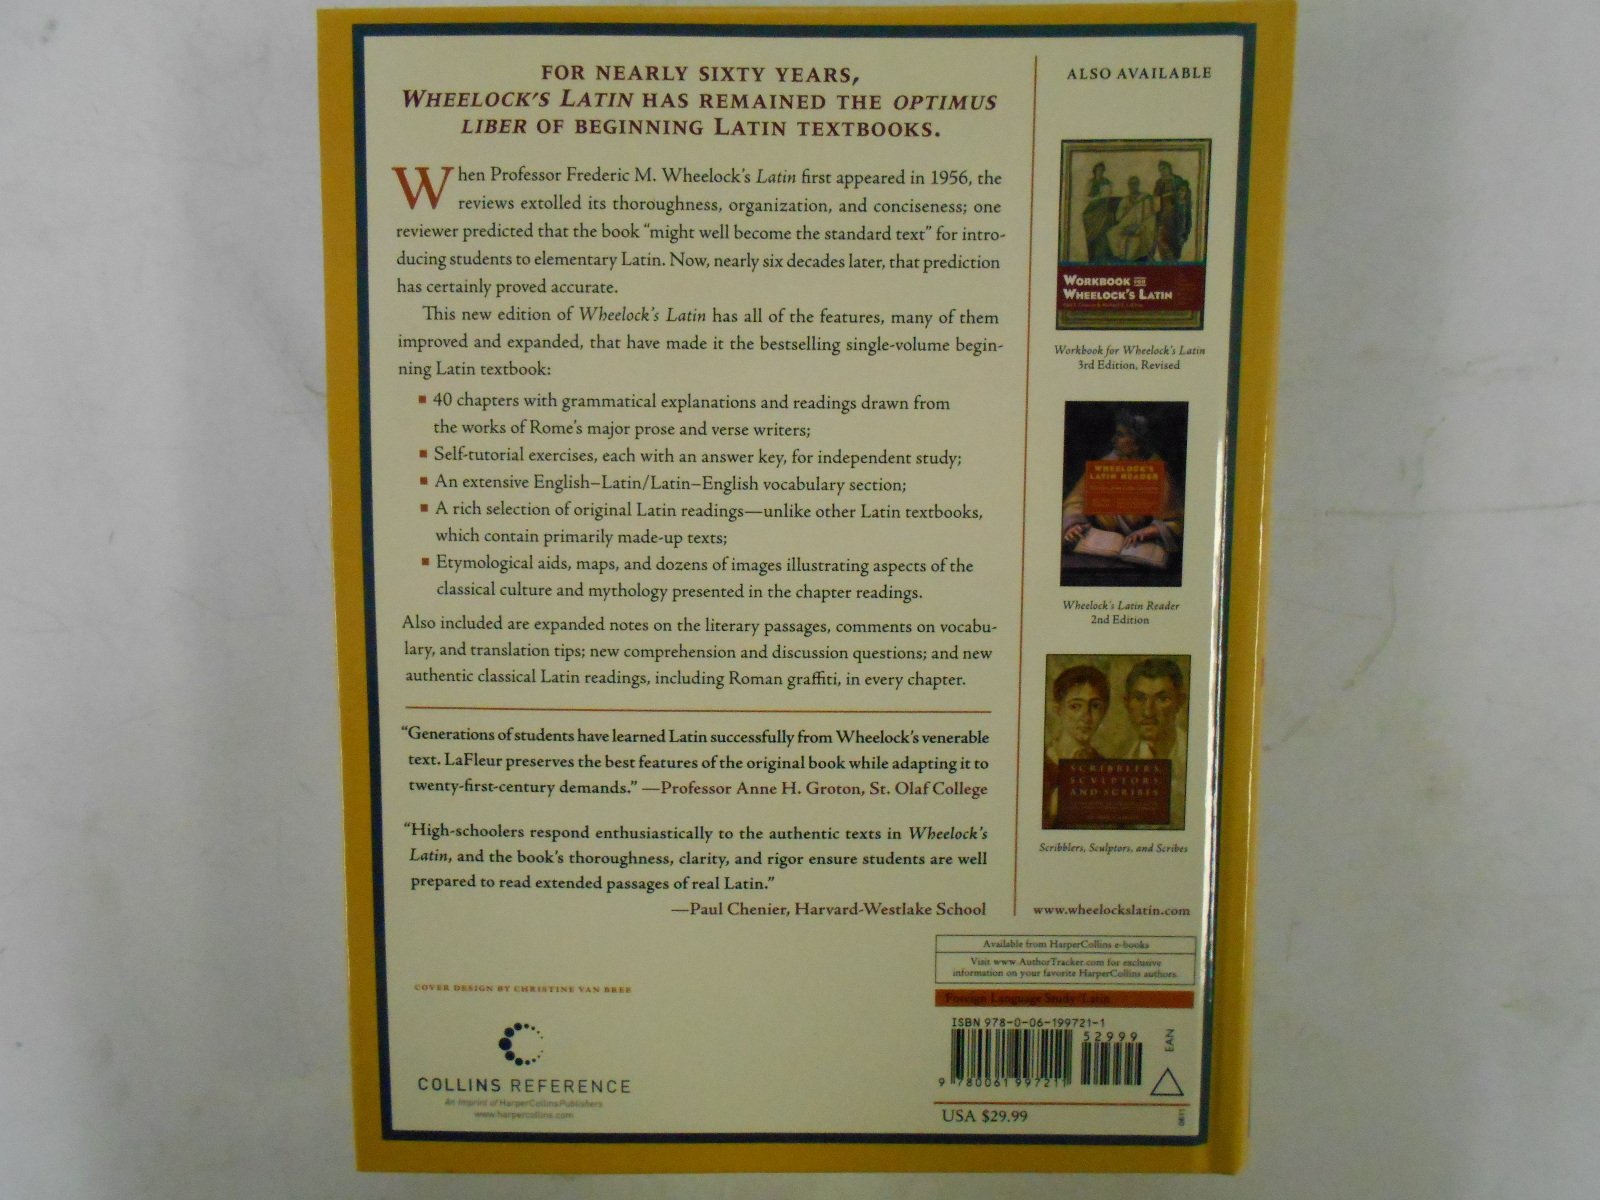 FOR NEARLY SIXTY YEARS,
WHEELOCK'S LATIN HAS REMAINED THE OPTIMUS
LIBER OF BEGINNING LATIN TEXTBOOKS.
When Professor Frederic M. Wheelock's Latin first appeared in 1956, the
reviews extolled its thoroughness, organization, and conciseness; one
reviewer predicted that the book “might well become the standard text” for intro-
ducing students to elementary Latin. Now, nearly six decades later, that prediction
has certainly proved accurate.
This new edition of Wheelock's Latin has all of the features, many of them
improved and expanded, that have made it the bestselling single-volume begin-
ning Latin textbook:
■ 40 chapters with grammatical explanations and readings drawn from
the works of Rome's major prose and verse writers;
■ Self-tutorial exercises, each with an answer key, for independent study;
■ An extensive English–Latin/Latin–English vocabulary section;
■ A rich selection of original Latin readings—unlike other Latin textbooks,
which contain primarily made-up texts;
■ Etymological aids, maps, and dozens of images illustrating aspects of the
classical culture and mythology presented in the chapter readings.
Also included are expanded notes on the literary passages, comments on vocabu-
lary, and translation tips; new comprehension and discussion questions; and new
authentic classical Latin readings, including Roman graffiti, in every chapter.
“Generations of students have learned Latin successfully from Wheelock's venerable
text. LaFleur preserves the best features of the original book while adapting it to
twenty-first-century demands.” —Professor Anne H. Groton, St. Olaf College
“High-schoolers respond enthusiastically to the authentic texts in Wheelock's
Latin, and the book's thoroughness, clarity, and rigor ensure students are well
prepared to read extended passages of real Latin.”
—Paul Chenier, Harvard-Westlake School
COVER DESIGN BY CHRISTINE VAN BREE
COLLINS REFERENCE
An Imprint of HarperCollinsPublishers
www.harpercollins.com
ALSO AVAILABLE
WORKBOOK FOR
WHEELOCK'S LATIN
Workbook for Wheelock's Latin
3rd Edition, Revised
WHEELOCK'S
LATIN READER
Wheelock's Latin Reader
2nd Edition
SCRIBBLERS,
SCULPTORS,
AND SCRIBES
Scribblers, Sculptors, and Scribes
www.wheelockslatin.com
Available from HarperCollins e-books
Visit www.AuthorTracker.com for exclusive
information on your favorite HarperCollins authors.
Foreign Language Study/Latin
ISBN 978-0-06-199721-1
52999
9 780061 997211
EAN
USA $29.99
0611